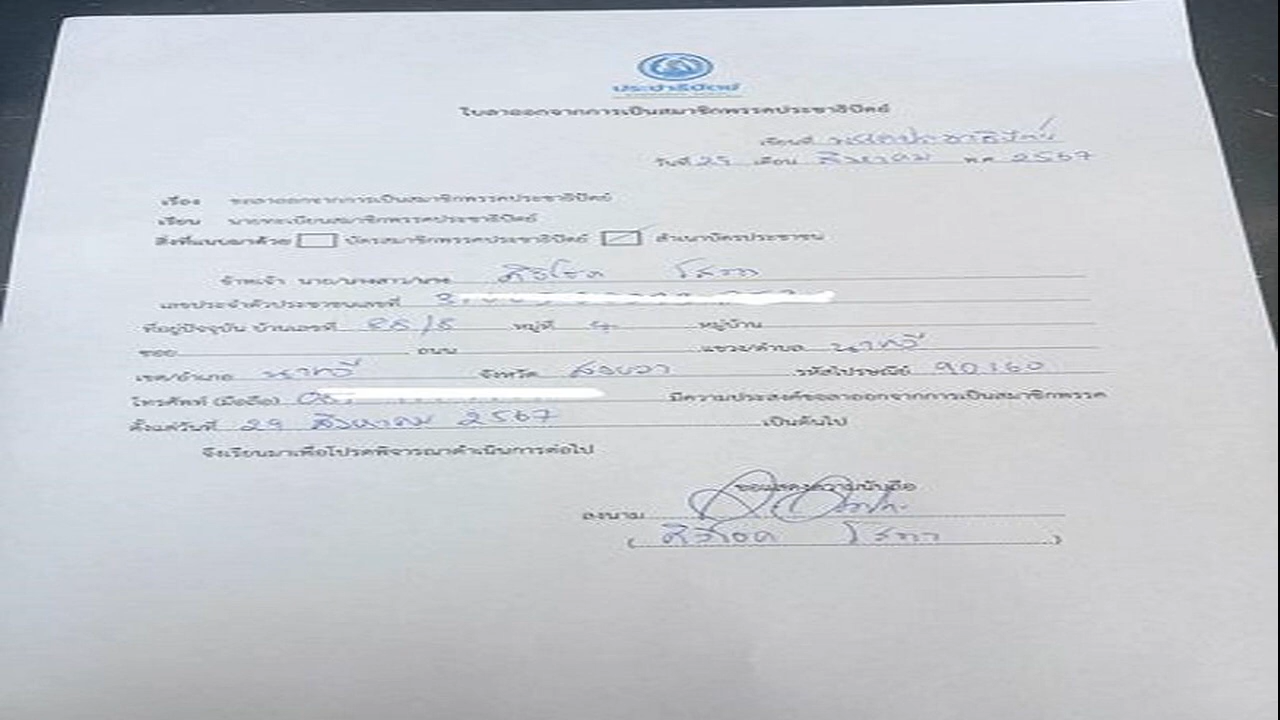 ประชาธิปัตย์
ใบลาออกจากการเป็นสมาชิกพรรคประชาธิปัตย์
เขียนที่ พรรคประชาธิปัตย์
วันที่ 29 เดือน สิงหาคม พ.ศ. 2567
เรื่อง ขอลาออกจากการเป็นสมาชิกพรรคประชาธิปัตย์
เรียน นายทะเบียนสมาชิกพรรคประชาธิปัตย์
สิ่งที่แนบมาด้วย บัตรสมาชิกพรรคประชาธิปัตย์ สำเนาบัตรประชาชน
ข้าพเจ้า นาย/นางสาว/นาง
เลขประจำตัวประชาชนเลขที่
ที่อยู่ปัจจุบัน บ้านเลขที่ หมู่ที่ 4 หมู่บ้าน
ซอย ถนน แขวง/ตำบล นาทวี
เขต/อำเภอ นาทวี จังหวัด สงขลา รหัสไปรษณีย์ 90160
โทรศัพท์ (มือถือ) มีความประสงค์ขอลาออกจากการเป็นสมาชิกพรรค
ตั้งแต่วันที่ 29 สิงหาคม 2567 เป็นต้นไป
จึงเรียนมาเพื่อโปรดพิจารณาดำเนินการต่อไป
ขอแสดงความนับถือ
ลงนาม